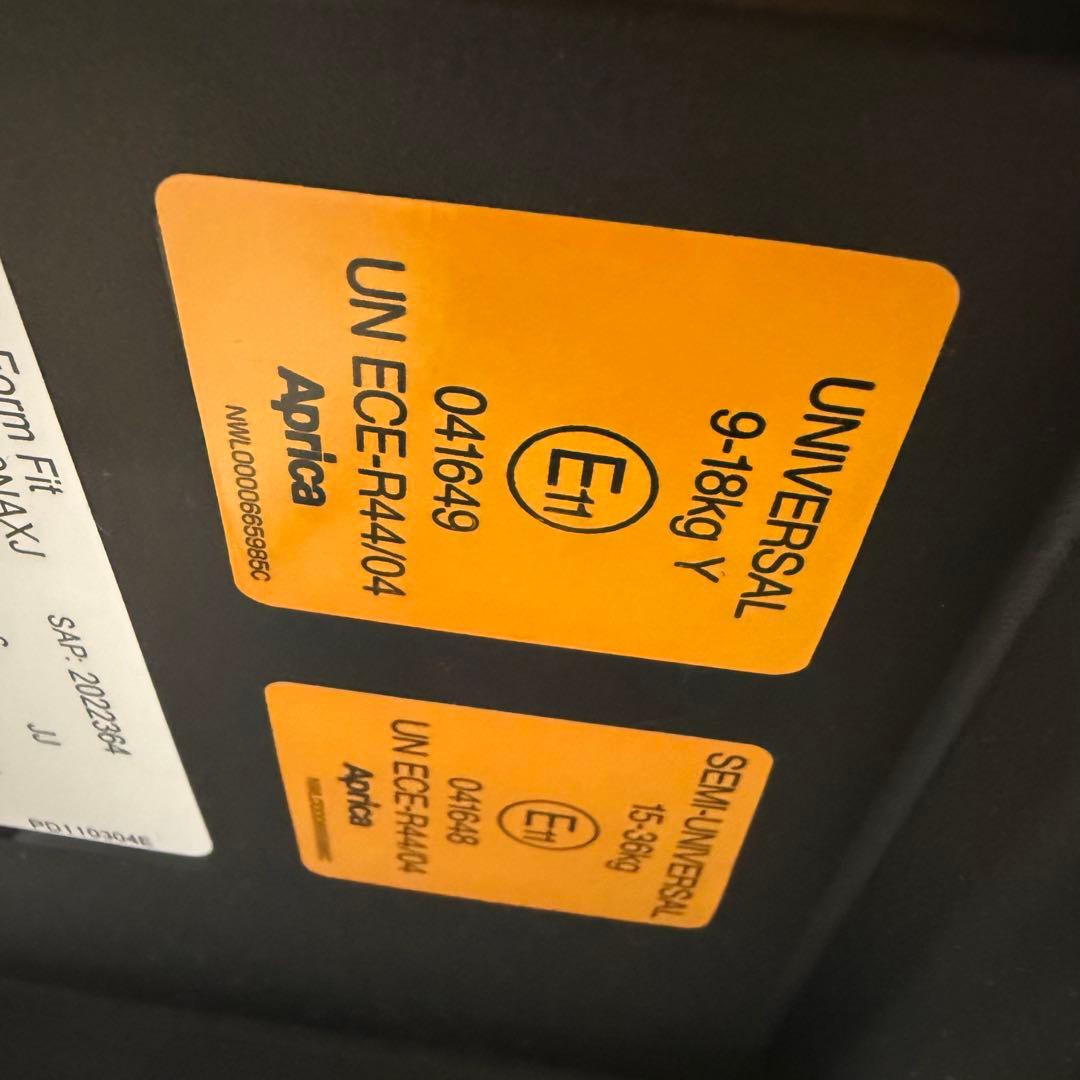 UNIVERSAL
9-18kg Y
E11
041649
UN ECE-R44/04
Aprica
NWL0000665985C
SEMI-UNIVERSAL
15-36kg
E11
041648
UN ECE-R44/04
Aprica
Form Fit
SAP: 2022364
JJ
PD110304E